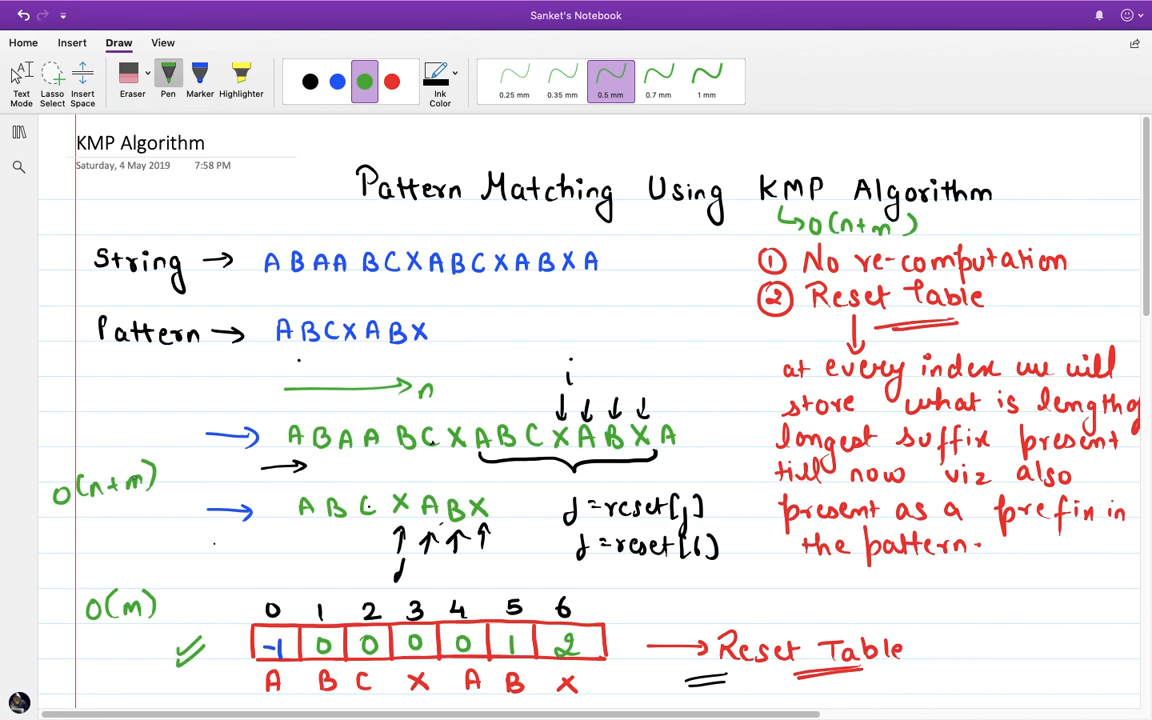 Sanket's Notebook
Home Insert Draw View
Text Mode
Lasso Select
Insert Space
Eraser
Pen
Marker
Highlighter
Ink Color
0.25 mm 0.35 mm 0.5 mm 0.7 mm 1 mm
KMP Algorithm
Saturday, 4 May 2019 7:58 PM
Pattern Matching Using KMP Algorithm
↳ O(n+m)
String → A B A A B C X A B C X A B X A
① No re-computation
② Reset Table
Pattern → A B C X A B X
at every index we will
store what is length of
longest suffix present
till now viz also
present as a prefix in
the pattern.
n
i
A B A A B C X A B C X A B X A
O(n+m)
A B C X A B X
j = reset[j]
j = reset[6]
j
O(m)
0 1 2 3 4 5 6
-1 0 0 0 0 1 2
→ Reset Table
A B C X A B X